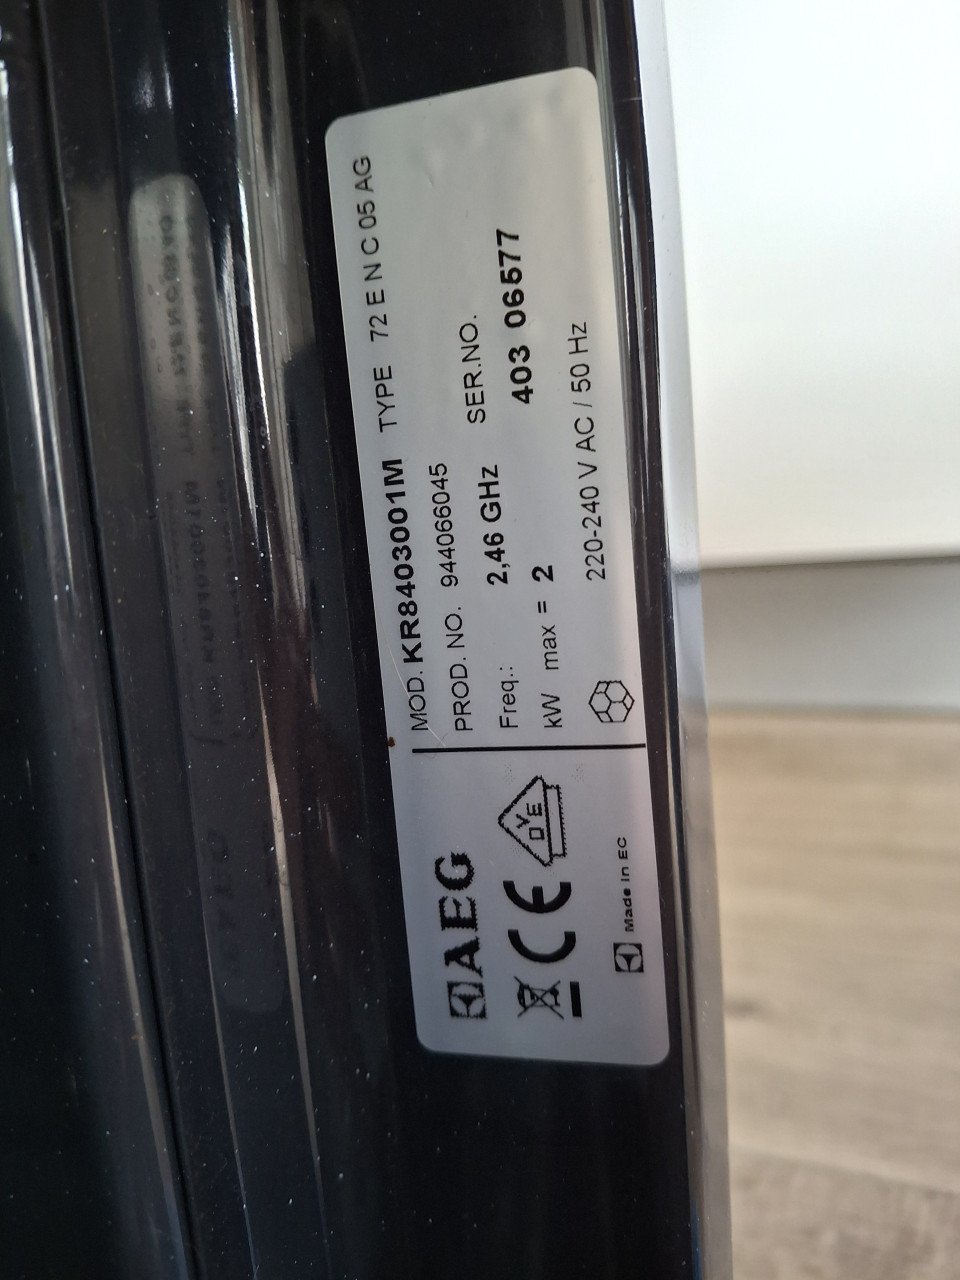 MOD. KR8403001M TYPE 72 E N C 05 AG
PROD. NO. 944066045 SER.NO.
Freq.: 2,46 GHz 403 06577
kW max = 2
220-240 V AC / 50 Hz
AEG
CE
DVE
Made in EC